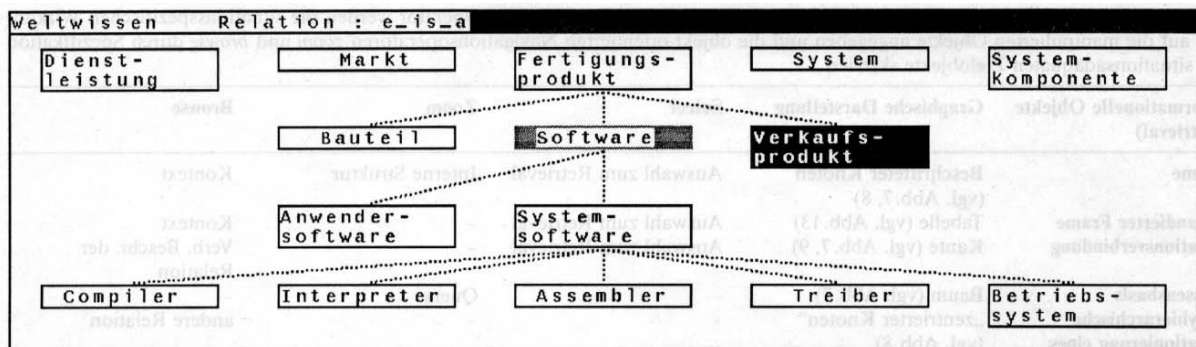 Weltwissen Relation : e_is_a
Dienst-
leistung
Markt
Fertigungs-
produkt
System
System-
komponente
Bauteil
Software
Verkaufs-
produkt
Anwender-
software
System-
software
Compiler
Interpreter
Assembler
Treiber
Betriebs-
system